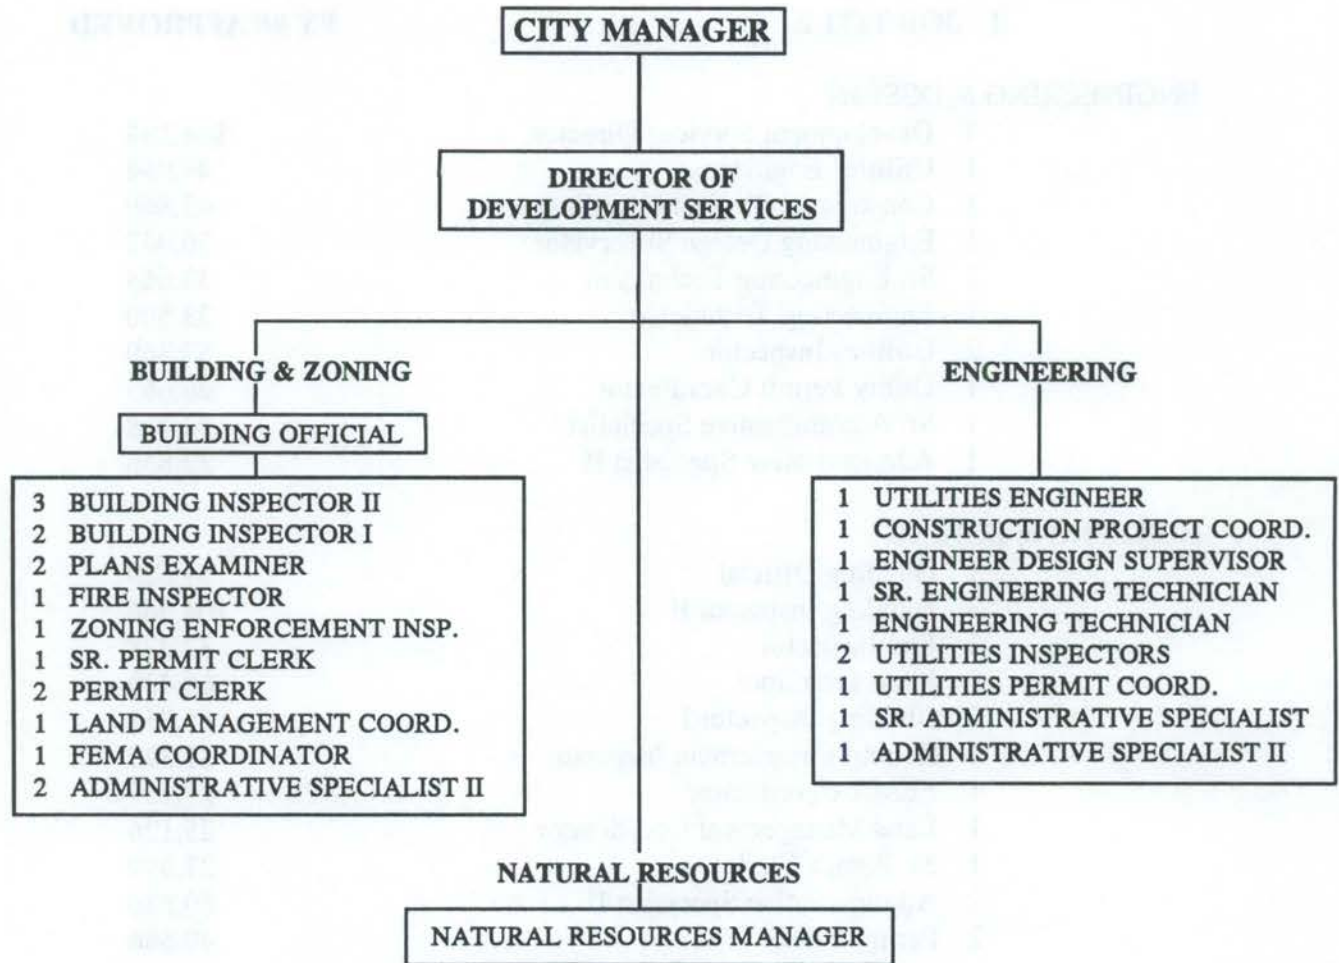 CITY MANAGER
DIRECTOR OF
DEVELOPMENT SERVICES
BUILDING & ZONING
BUILDING OFFICIAL
3 BUILDING INSPECTOR II
2 BUILDING INSPECTOR I
2 PLANS EXAMINER
1 FIRE INSPECTOR
1 ZONING ENFORCEMENT INSP.
1 SR. PERMIT CLERK
2 PERMIT CLERK
1 LAND MANAGEMENT COORD.
1 FEMA COORDINATOR
2 ADMINISTRATIVE SPECIALIST II
ENGINEERING
1 UTILITIES ENGINEER
1 CONSTRUCTION PROJECT COORD.
1 ENGINEER DESIGN SUPERVISOR
1 SR. ENGINEERING TECHNICIAN
1 ENGINEERING TECHNICIAN
2 UTILITIES INSPECTORS
1 UTILITIES PERMIT COORD.
1 SR. ADMINISTRATIVE SPECIALIST
1 ADMINISTRATIVE SPECIALIST II
NATURAL RESOURCES
NATURAL RESOURCES MANAGER